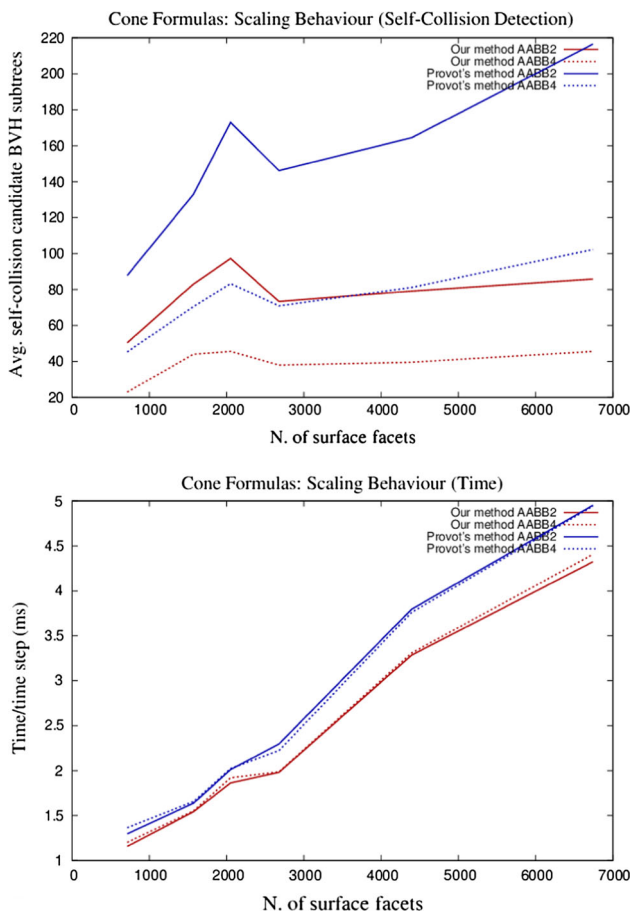 Cone Formulas: Scaling Behaviour (Self-Collision Detection)
Avg. self-collision candidate BVH subtrees
220
200
180
160
140
120
100
80
60
40
20
Our method AABB2
Our method AABB4
Provot's method AABB2
Provot's method AABB4
0 1000 2000 3000 4000 5000 6000 7000
N. of surface facets
Cone Formulas: Scaling Behaviour (Time)
Time/time step (ms)
5
4.5
4
3.5
3
2.5
2
1.5
1
Our method AABB2
Our method AABB4
Provot's method AABB2
Provot's method AABB4
0 1000 2000 3000 4000 5000 6000 7000
N. of surface facets